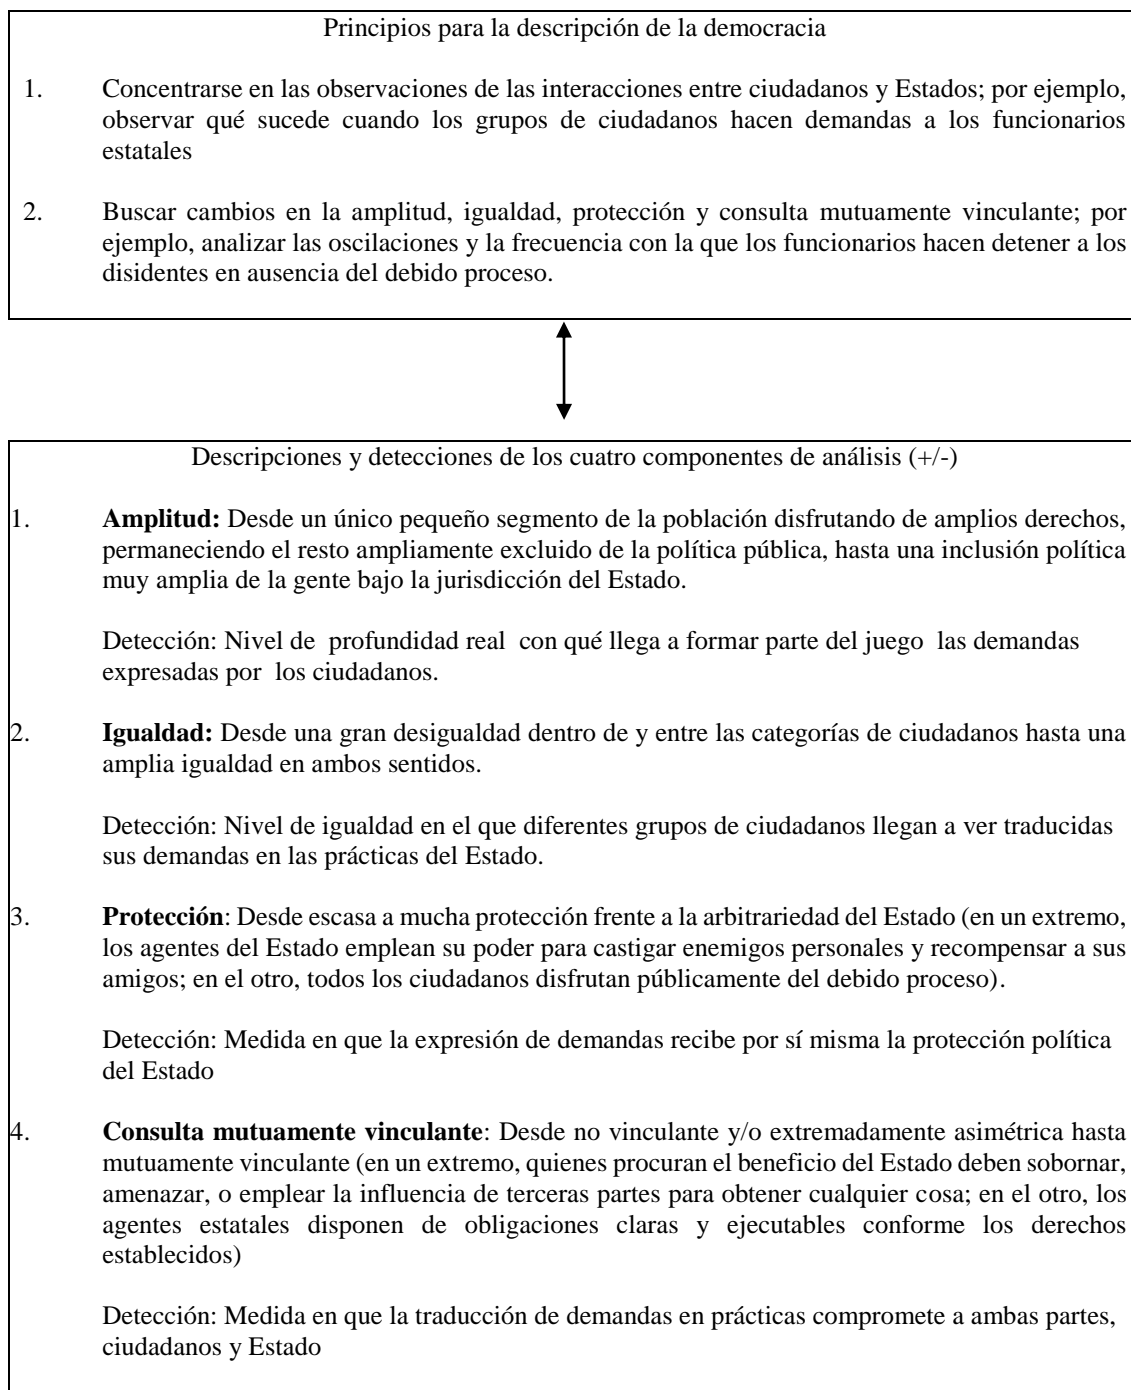 Principios para la descripción de la democracia
1. Concentrarse en las observaciones de las interacciones entre ciudadanos y Estados; por ejemplo,
observar qué sucede cuando los grupos de ciudadanos hacen demandas a los funcionarios
estatales
2. Buscar cambios en la amplitud, igualdad, protección y consulta mutuamente vinculante; por
ejemplo, analizar las oscilaciones y la frecuencia con la que los funcionarios hacen detener a los
disidentes en ausencia del debido proceso.
Descripciones y detecciones de los cuatro componentes de análisis (+/-)
1. Amplitud: Desde un único pequeño segmento de la población disfrutando de amplios derechos,
permaneciendo el resto ampliamente excluido de la política pública, hasta una inclusión política
muy amplia de la gente bajo la jurisdicción del Estado.
Detección: Nivel de profundidad real con qué llega a formar parte del juego las demandas
expresadas por los ciudadanos.
2. Igualdad: Desde una gran desigualdad dentro de y entre las categorías de ciudadanos hasta una
amplia igualdad en ambos sentidos.
Detección: Nivel de igualdad en el que diferentes grupos de ciudadanos llegan a ver traducidas
sus demandas en las prácticas del Estado.
3. Protección: Desde escasa a mucha protección frente a la arbitrariedad del Estado (en un extremo,
los agentes del Estado emplean su poder para castigar enemigos personales y recompensar a sus
amigos; en el otro, todos los ciudadanos disfrutan públicamente del debido proceso).
Detección: Medida en que la expresión de demandas recibe por sí misma la protección política
del Estado
4. Consulta mutuamente vinculante: Desde no vinculante y/o extremadamente asimétrica hasta
mutuamente vinculante (en un extremo, quienes procuran el beneficio del Estado deben sobornar,
amenazar, o emplear la influencia de terceras partes para obtener cualquier cosa; en el otro, los
agentes estatales disponen de obligaciones claras y ejecutables conforme los derechos
establecidos)
Detección: Medida en que la traducción de demandas en prácticas compromete a ambas partes,
ciudadanos y Estado